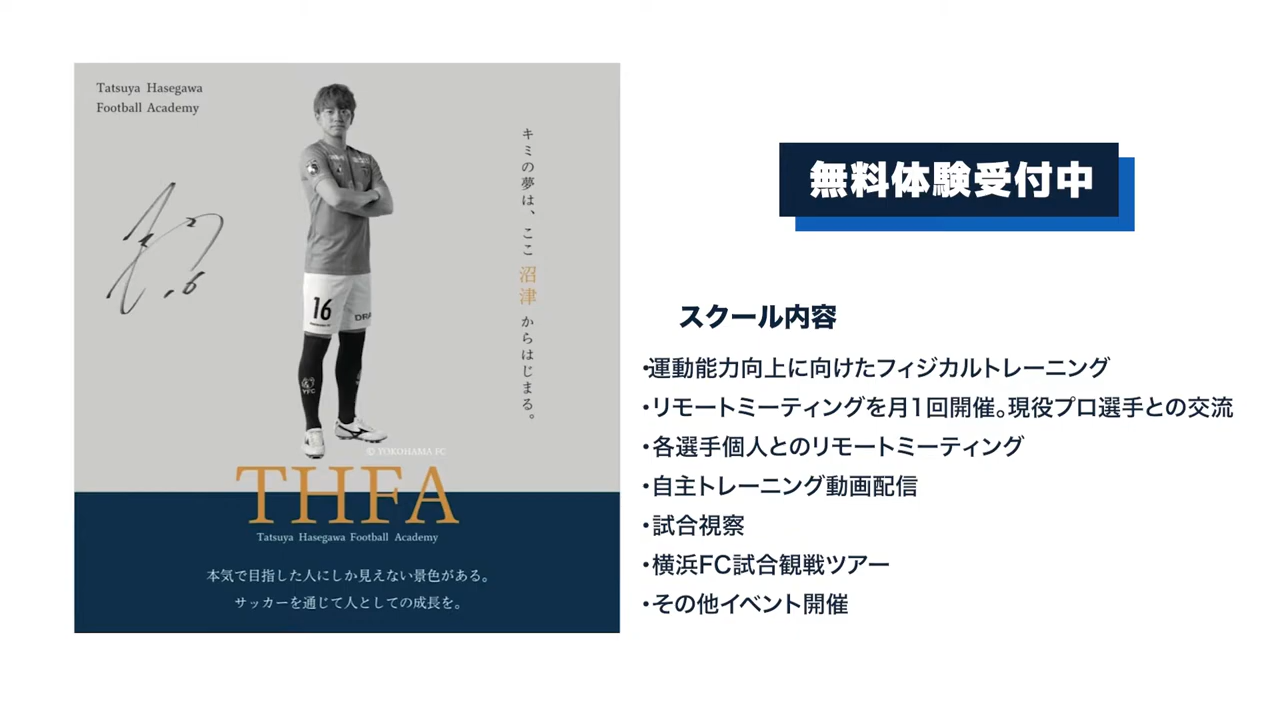 Tatsuya Hasegawa
Football Academy
キミの夢は、ここ沼津からはじまる。
16
DRA
YFC
© YOKOHAMA FC
THFA
Tatsuya Hasegawa Football Academy
本気で目指した人にしか見えない景色がある。
サッカーを通じて人としての成長を。
無料体験受付中
スクール内容
・運動能力向上に向けたフィジカルトレーニング
・リモートミーティングを月1回開催。現役プロ選手との交流
・各選手個人とのリモートミーティング
・自主トレーニング動画配信
・試合視察
・横浜FC試合観戦ツアー
・その他イベント開催